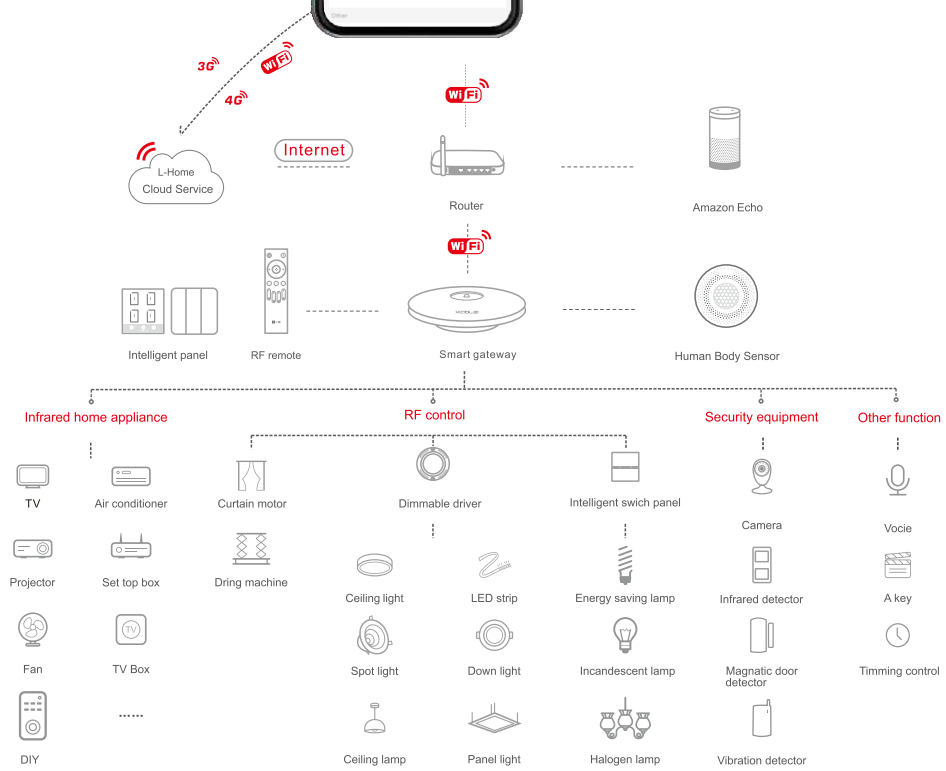 Other
3G
WiFi
4G
WiFi
Internet
L-Home
Cloud Service
Router
Amazon Echo
WiFi
Intelligent panel
RF remote
Smart gateway
Human Body Sensor
Infrared home appliance
RF control
Security equipment
Other function
TV
Air conditioner
Curtain motor
Dimmable driver
Intelligent swich panel
Camera
Vocie
Projector
Set top box
Dring machine
Ceiling light
LED strip
Energy saving lamp
Infrared detector
A key
TV
Fan
TV Box
Spot light
Down light
Incandescent lamp
Magnatic door
detector
Timming control
......
DIY
Ceiling lamp
Panel light
Halogen lamp
Vibration detector